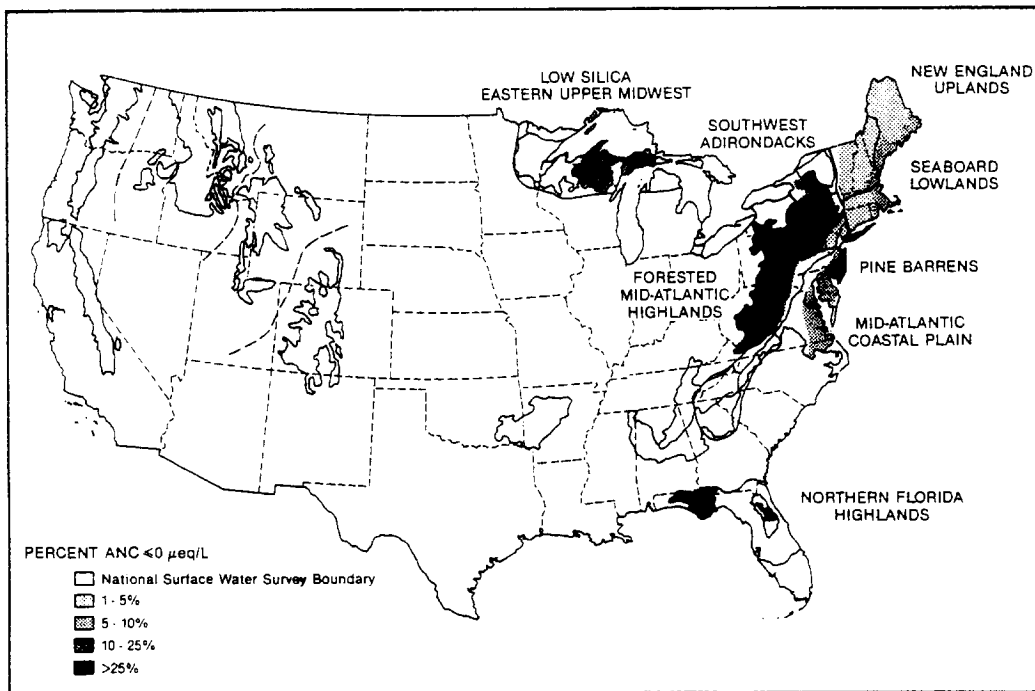 LOW SILICA
EASTERN UPPER MIDWEST
NEW ENGLAND
UPLANDS
SOUTHWEST
ADIRONDACKS
SEABOARD
LOWLANDS
PINE BARRENS
FORESTED
MID-ATLANTIC
HIGHLANDS
MID-ATLANTIC
COASTAL PLAIN
NORTHERN FLORIDA
HIGHLANDS
PERCENT ANC ≤0 µeq/L
National Surface Water Survey Boundary
1 - 5%
5 - 10%
10 - 25%
>25%